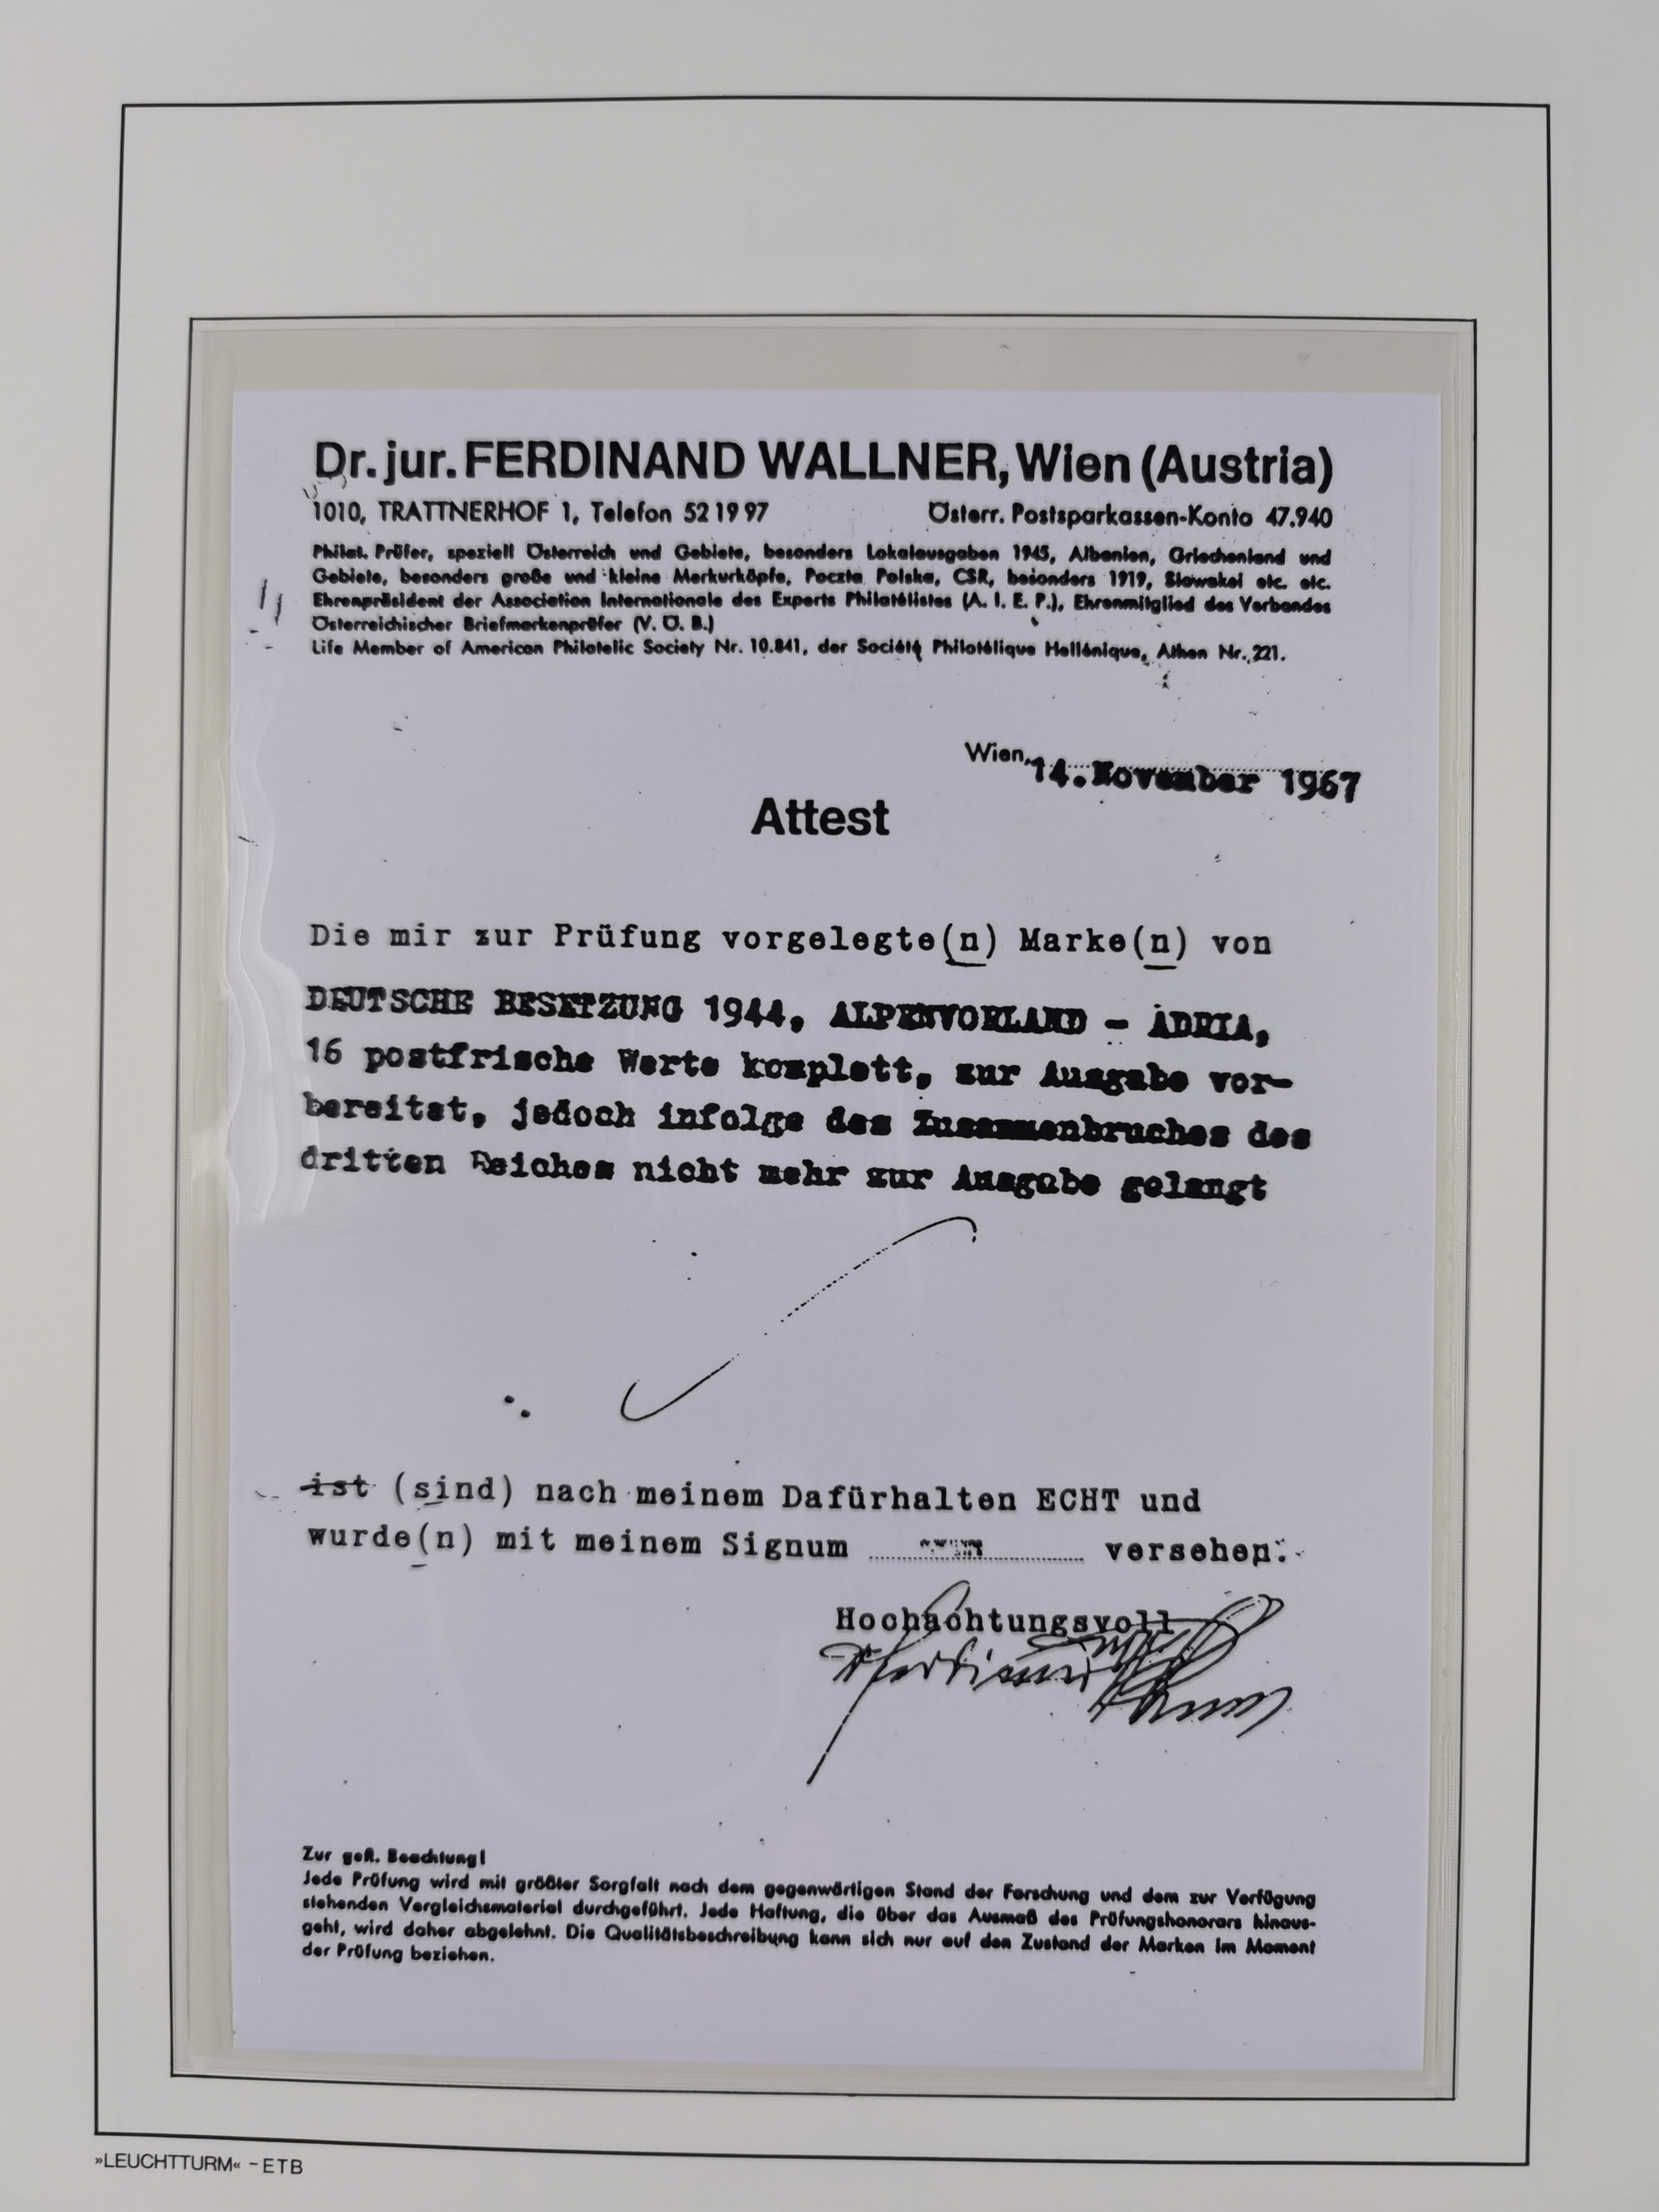 Dr. jur. FERDINAND WALLNER, Wien (Austria)
1010, TRATTNERHOF 1, Telefon 52 19 97 Österr. Postsparkassen-Konto 47.940
Philat. Prüfer, speziell Österreich und Gebiete, besonders Lokalausgaben 1945, Albanien, Griechenland und
Gebiete, besonders große und kleine Merkurköpfe, Poczta Polska, CSR, besonders 1919, Slowakei etc. etc.
Ehrenpräsident der Association Internationale des Experts Philatélistes (A. I. E. P.), Ehrenmitglied des Verbandes
Österreichischer Briefmarkenprüfer (V. Ö. B.)
Life Member of American Philatelic Society Nr. 10.841, der Société Philatélique Hellénique, Athen Nr. 221.
Wien, 14. November 1967
Attest
Die mir zur Prüfung vorgelegte(n) Marke(n) von
DEUTSCHE BESETZUNG 1944, ALPENVORLAND - ADRIA,
16 postfrische Werte komplett, zur Ausgabe vor-
bereitet, jedoch infolge des Zusammenbruches des
dritten Reiches nicht mehr zur Ausgabe gelangt
ist (sind) nach meinem Dafürhalten ECHT und
wurde(n) mit meinem Signum versehen.
Hochachtungsvoll
Zur gefl. Beachtung!
Jede Prüfung wird mit größter Sorgfalt nach dem gegenwärtigen Stand der Forschung und dem zur Verfügung
stehenden Vergleichsmaterial durchgeführt. Jede Haftung, die über das Ausmaß des Prüfungshonorars hinaus-
geht, wird daher abgelehnt. Die Qualitätsbeschreibung kann sich nur auf den Zustand der Marken im Moment
der Prüfung beziehen.
»LEUCHTTURM« - ETB